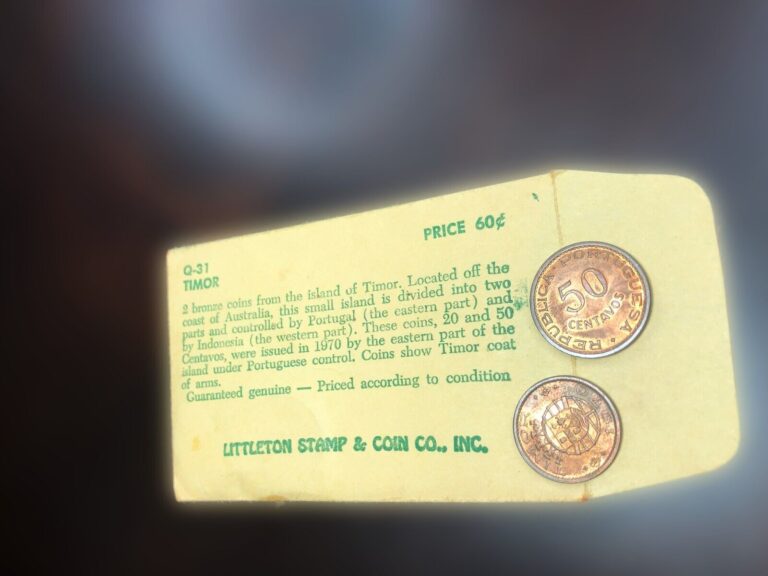 PRICE 60¢
Q-31
TIMOR
2 bronze coins from the island of Timor. Located off the
coast of Australia, this small island is divided into two
parts and controlled by Portugal (the eastern part) and
by Indonesia (the western part). These coins, 20 and 50
Centavos, were issued in 1970 by the eastern part of the
island under Portuguese control. Coins show Timor coat
of arms.
Guaranteed genuine — Priced according to condition
LITTLETON STAMP & COIN CO., INC.
REPUBLICA PORTUGUESA
50
CENTAVOS
TIMOR